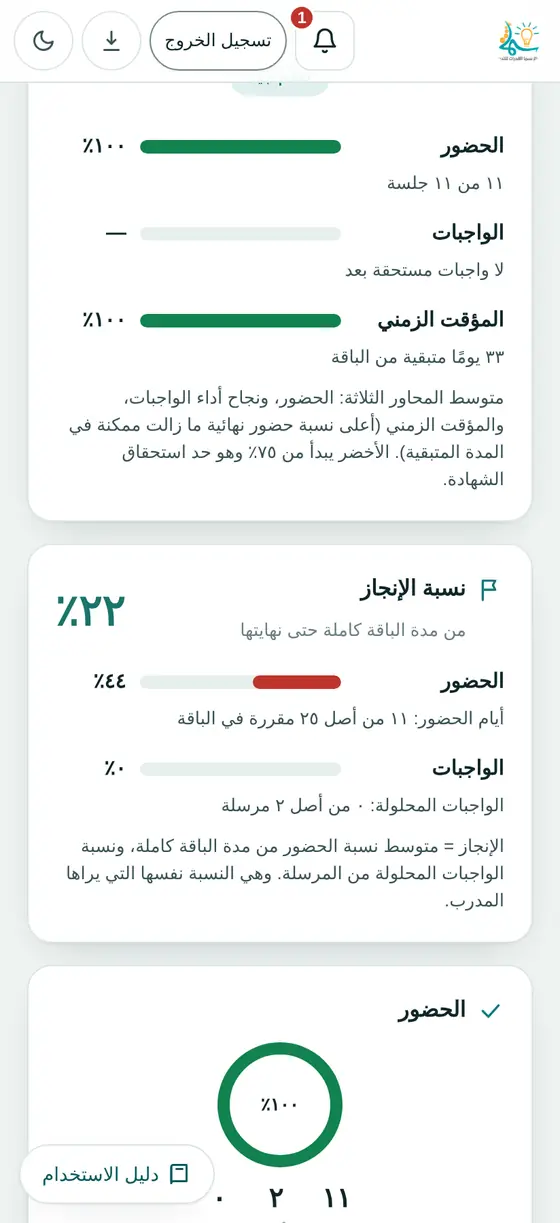 1
تسجيل الخروج
الحضور
٪١٠٠
١١ من ١١ جلسة
الواجبات
—
لا واجبات مستحقة بعد
المؤقت الزمني
٪١٠٠
٣٣ يومًا متبقية من الباقة
متوسط المحاور الثلاثة: الحضور، ونجاح أداء الواجبات،
والمؤقت الزمني (أعلى نسبة حضور نهائية ما زالت ممكنة في
المدة المتبقية). الأخضر يبدأ من ٧٥٪ وهو حد استحقاق
الشهادة.
نسبة الإنجاز
٪٢٢
من مدة الباقة كاملة حتى نهايتها
الحضور
٪٤٤
أيام الحضور: ١١ من أصل ٢٥ مقررة في الباقة
الواجبات
٪٠
الواجبات المحلولة: ٠ من أصل ٢ مرسلة
الإنجاز = متوسط نسبة الحضور من مدة الباقة كاملة، ونسبة
الواجبات المحلولة من المرسلة. وهي النسبة نفسها التي يراها
المدرب.
الحضور
٪١٠٠
١١ ٢ ٠
دليل الاستخدام